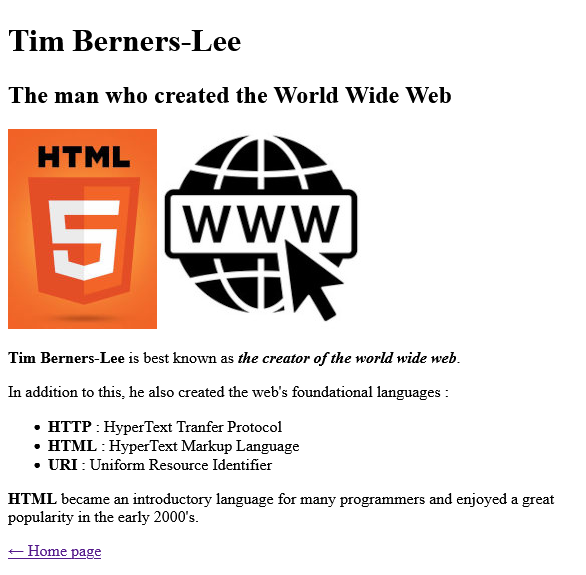 Tim Berners-Lee
The man who created the World Wide Web
HTML
5
WWW
Tim Berners-Lee is best known as the creator of the world wide web.
In addition to this, he also created the web's foundational languages :
• HTTP : HyperText Tranfer Protocol
• HTML : HyperText Markup Language
• URI : Uniform Resource Identifier
HTML became an introductory language for many programmers and enjoyed a great
popularity in the early 2000's.
← Home page